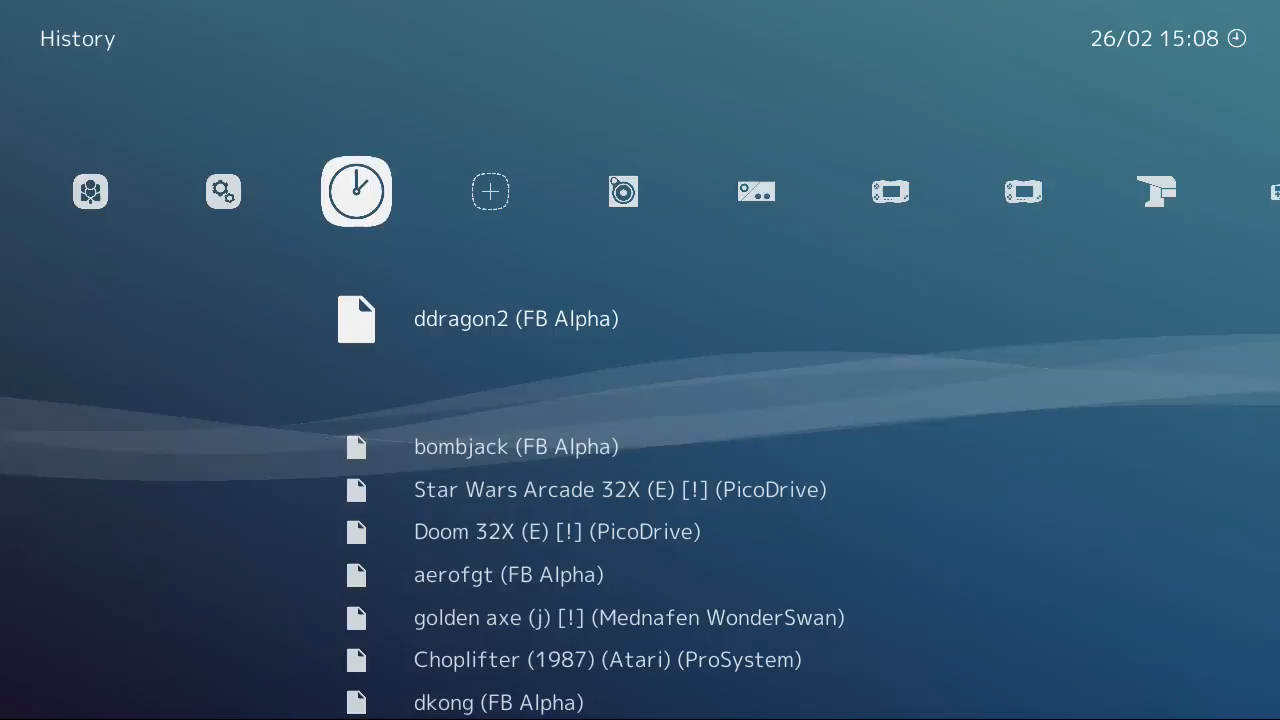 History
26/02 15:08
ddragon2 (FB Alpha)
bombjack (FB Alpha)
Star Wars Arcade 32X (E) [!] (PicoDrive)
Doom 32X (E) [!] (PicoDrive)
aerofgt (FB Alpha)
golden axe (j) [!] (Mednafen WonderSwan)
Choplifter (1987) (Atari) (ProSystem)
dkong (FB Alpha)